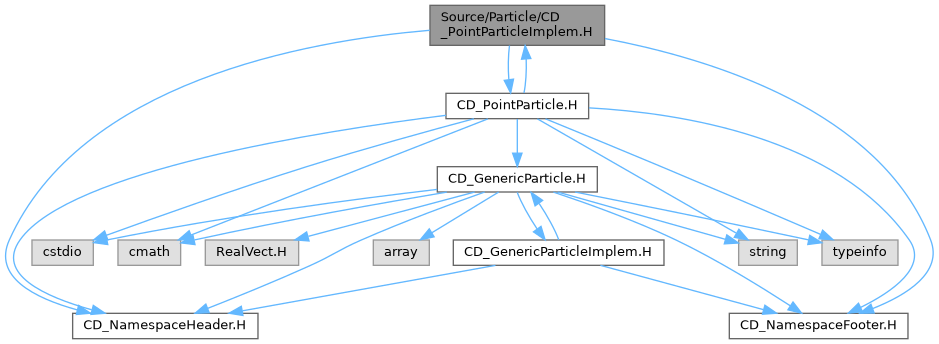 Source/Particle/CD
_PointParticleImplem.H
CD_PointParticle.H
CD_GenericParticle.H
cstdio
cmath
RealVect.H
array
CD_GenericParticleImplem.H
string
typeinfo
CD_NamespaceHeader.H
CD_NamespaceFooter.H